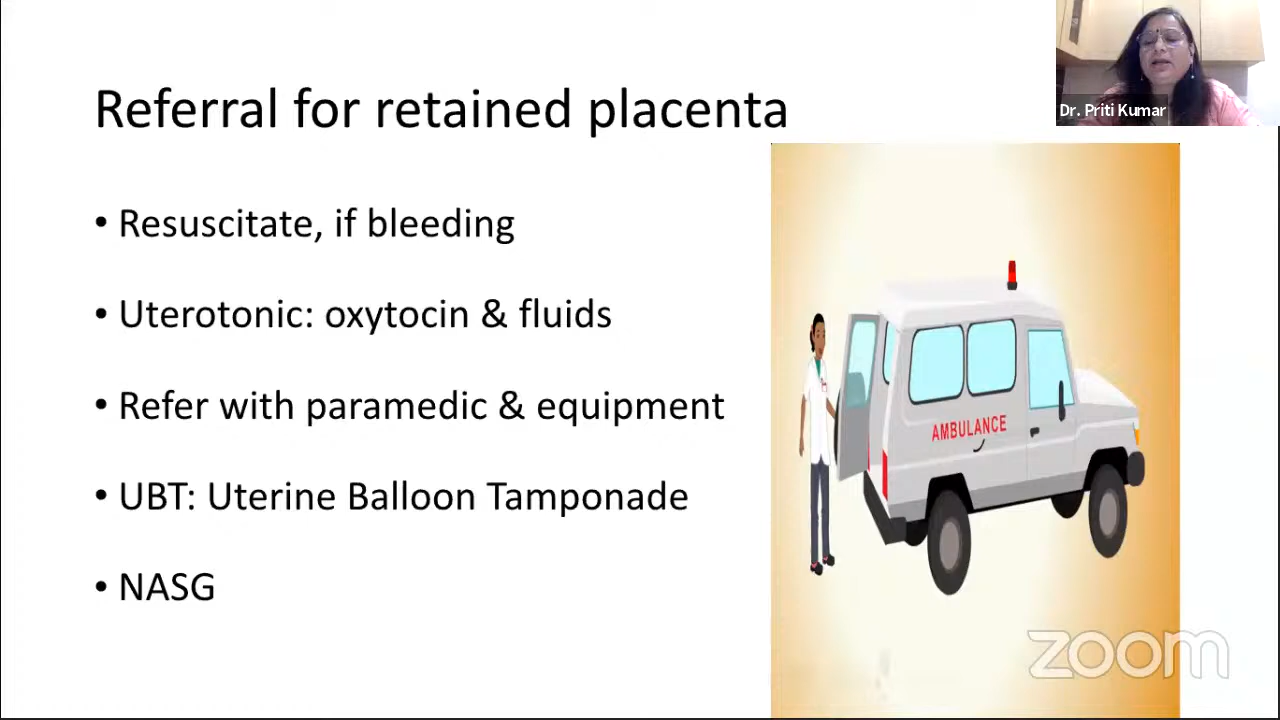 Referral for retained placenta
Dr. Priti Kumar
• Resuscitate, if bleeding
• Uterotonic: oxytocin & fluids
• Refer with paramedic & equipment
• UBT: Uterine Balloon Tamponade
• NASG
AMBULANCE
zoom